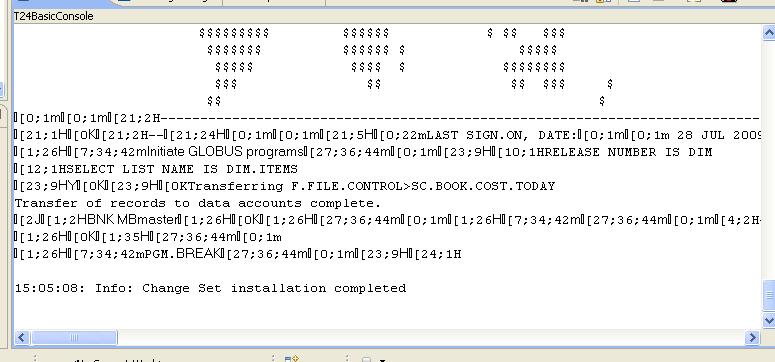 T24BasicConsole
$$$$$$$$$ $$$$$$ $ $$ $$$
$$$$$$$ $$$$$$ $ $$$$$
$$$$$ $$$$ $ $$$$$$$$
$$$ $$ $$ $$$ $
$$ $
[0;1m[0;1m[21;2H--------------------------------------------------------------------------
[21;1H[0K[21;2H--[21;24H[0;1m[0;1m[21;5H[0;22mLAST SIGN.ON, DATE:[0;1m[0;1m 28 JUL 2009
[1;26H[7;34;42mInitiate GLOBUS programs[27;36;44m[0;1m[23;9H[10;1HRELEASE NUMBER IS DIM
[12;1HSELECT LIST NAME IS DIM.ITEMS
[23;9HY[0K[23;9H[0KTransferring F.FILE.CONTROL>SC.BOOK.COST.TODAY
Transfer of records to data accounts complete.
[2J[1;2HBNK MBmaster[1;26H[0K[1;26H[27;36;44m[0;1m[1;26H[7;34;42m[27;36;44m[0;1m[4;2H-
[1;26H[0K[1;35H[27;36;44m[0;1m
[1;26H[7;34;42mPGM.BREAK[27;36;44m[0;1m[23;9H[24;1H
15:05:08: Info: Change Set installation completed